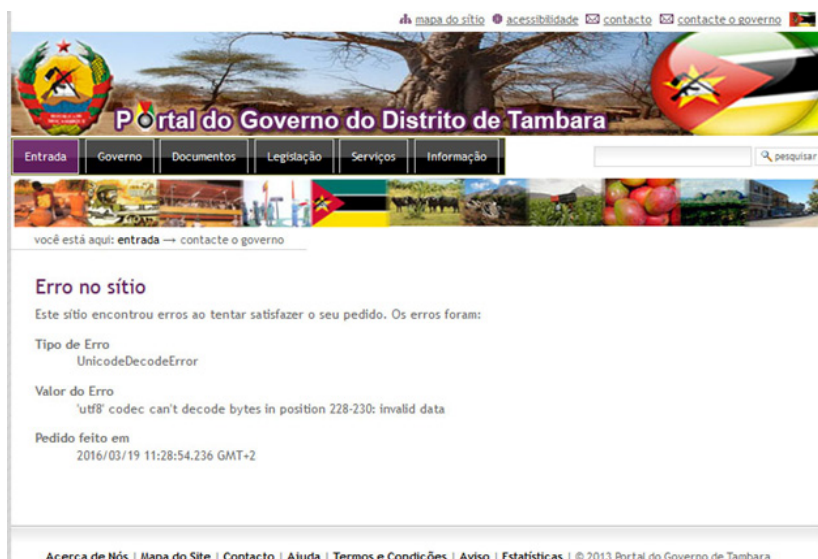 mapa do sítio acessibilidade contacto contacte o governo
Portal do Governo do Distrito de Tambara
Entrada Governo Documentos Legislação Serviços Informação pesquisar
você está aqui: entrada → contacte o governo
Erro no sítio
Este sítio encontrou erros ao tentar satisfazer o seu pedido. Os erros foram:
Tipo de Erro
UnicodeDecodeError
Valor do Erro
'utf8' codec can't decode bytes in position 228-230: invalid data
Pedido feito em
2016/03/19 11:28:54.236 GMT+2
Acerca de Nós | Mapa do Site | Contacto | Ajuda | Termos e Condições | Aviso | Estatísticas | © 2013 Portal do Governo de Tambara